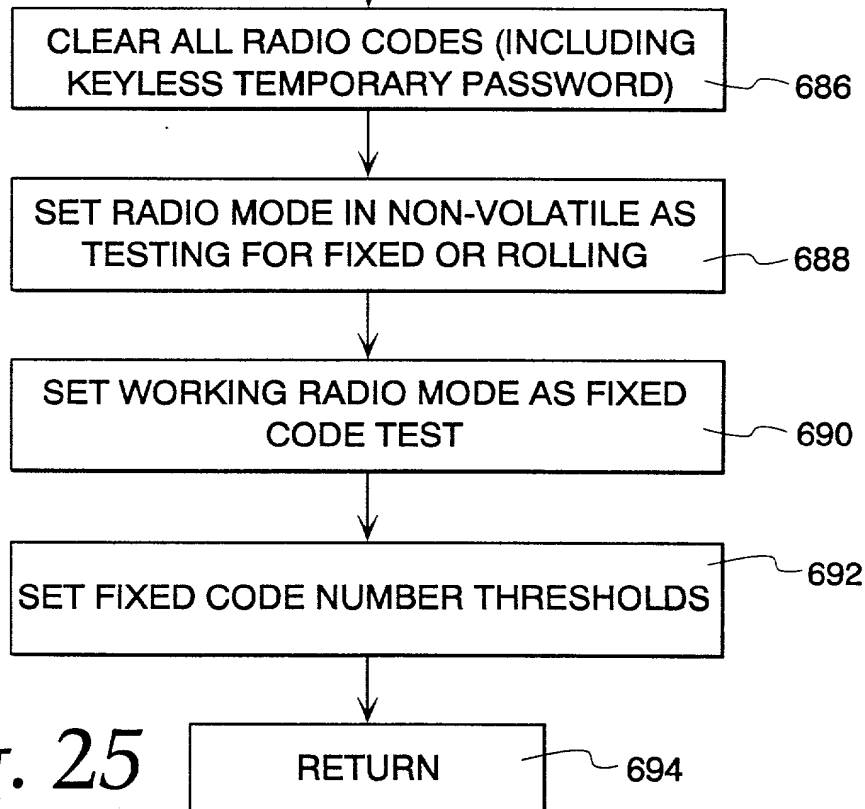 CLEAR ALL RADIO CODES (INCLUDING
KEYLESS TEMPORARY PASSWORD)
686
SET RADIO MODE IN NON-VOLATILE AS
TESTING FOR FIXED OR ROLLING
688
SET WORKING RADIO MODE AS FIXED
CODE TEST
690
SET FIXED CODE NUMBER THRESHOLDS
692
RETURN
694
. 25